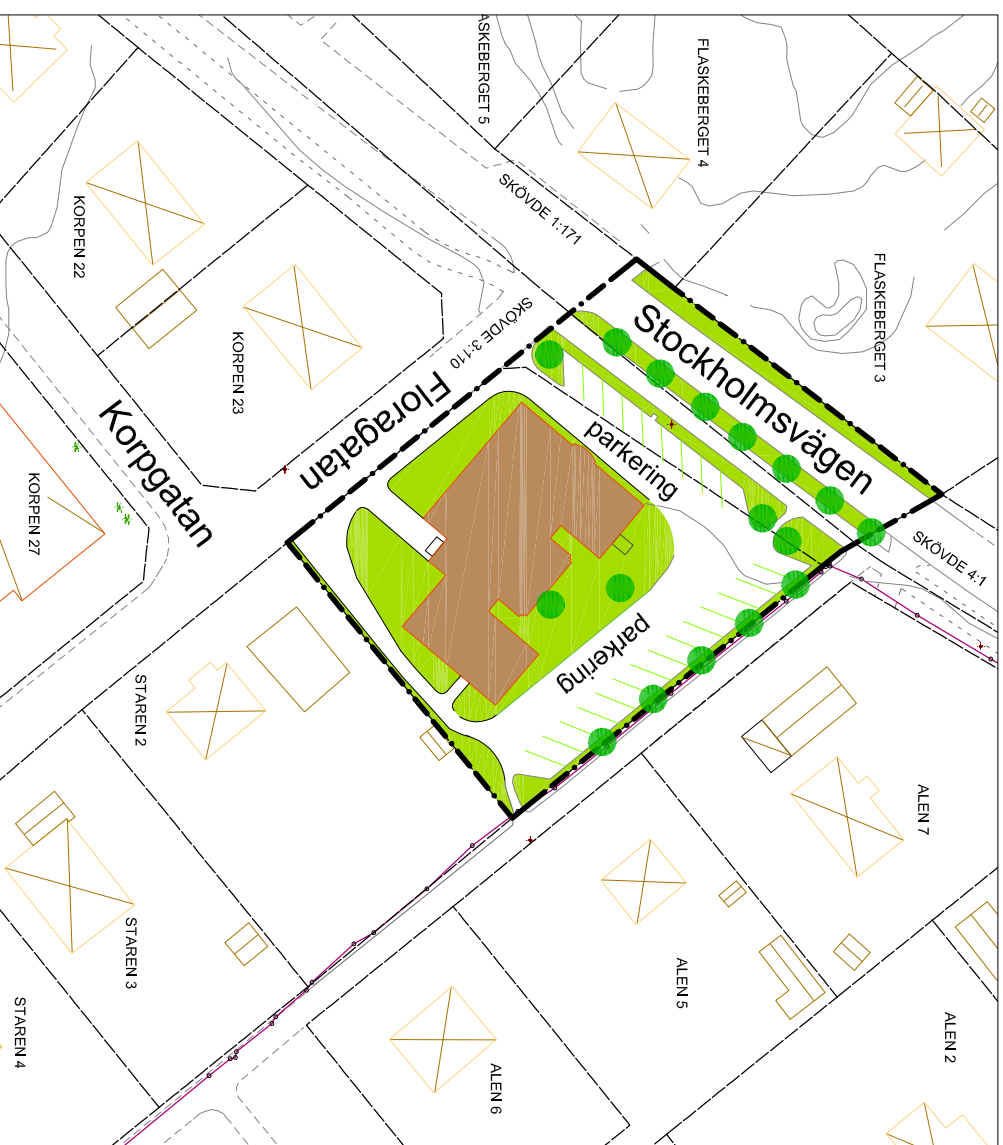 FLASKEBERGET 4
SKÖVDE 1:171
FLASKEBERGET 3
KORPEN 22
SKÖVDE 3:110
KORPEN 23
Stockholmsvägen
Floragatan
parkering
Korpgatan
KORPEN 27
SKÖVDE 4:1
parkering
STAREN 2
ALEN 7
STAREN 3
ALEN 5
STAREN 4
ALEN 6
ALEN 2
ASKEBERGET 5